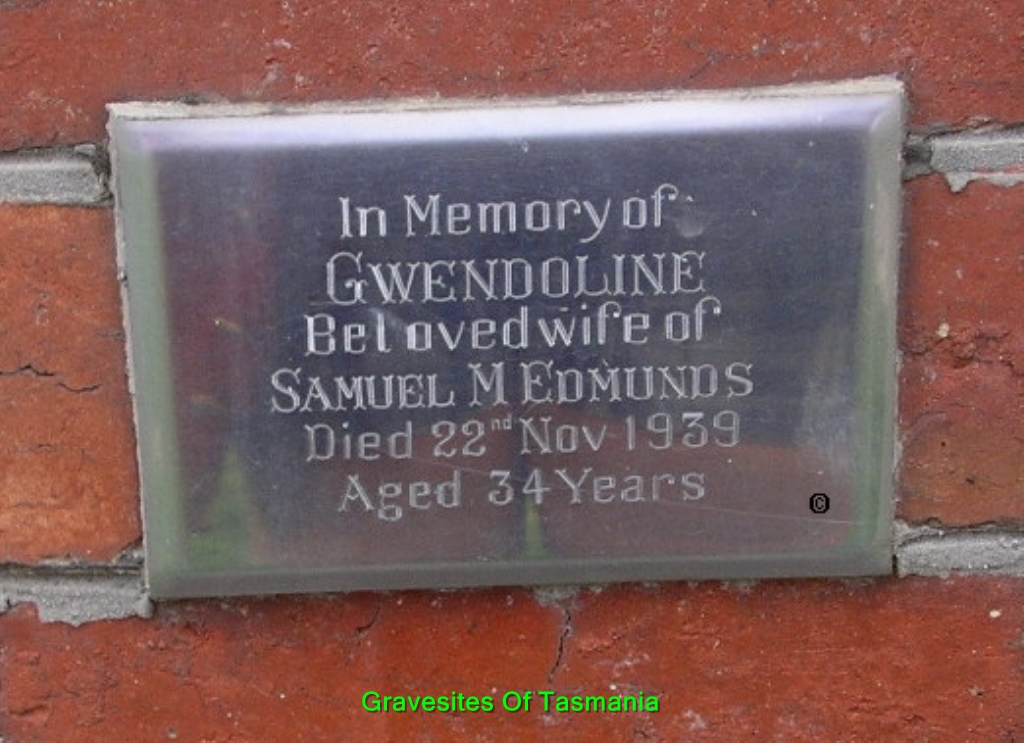 In Memory of
GWENDOLINE
Beloved wife of
SAMUEL M EDMUNDS
Died 22nd Nov 1939
Aged 34 Years
©
Gravesites Of Tasmania